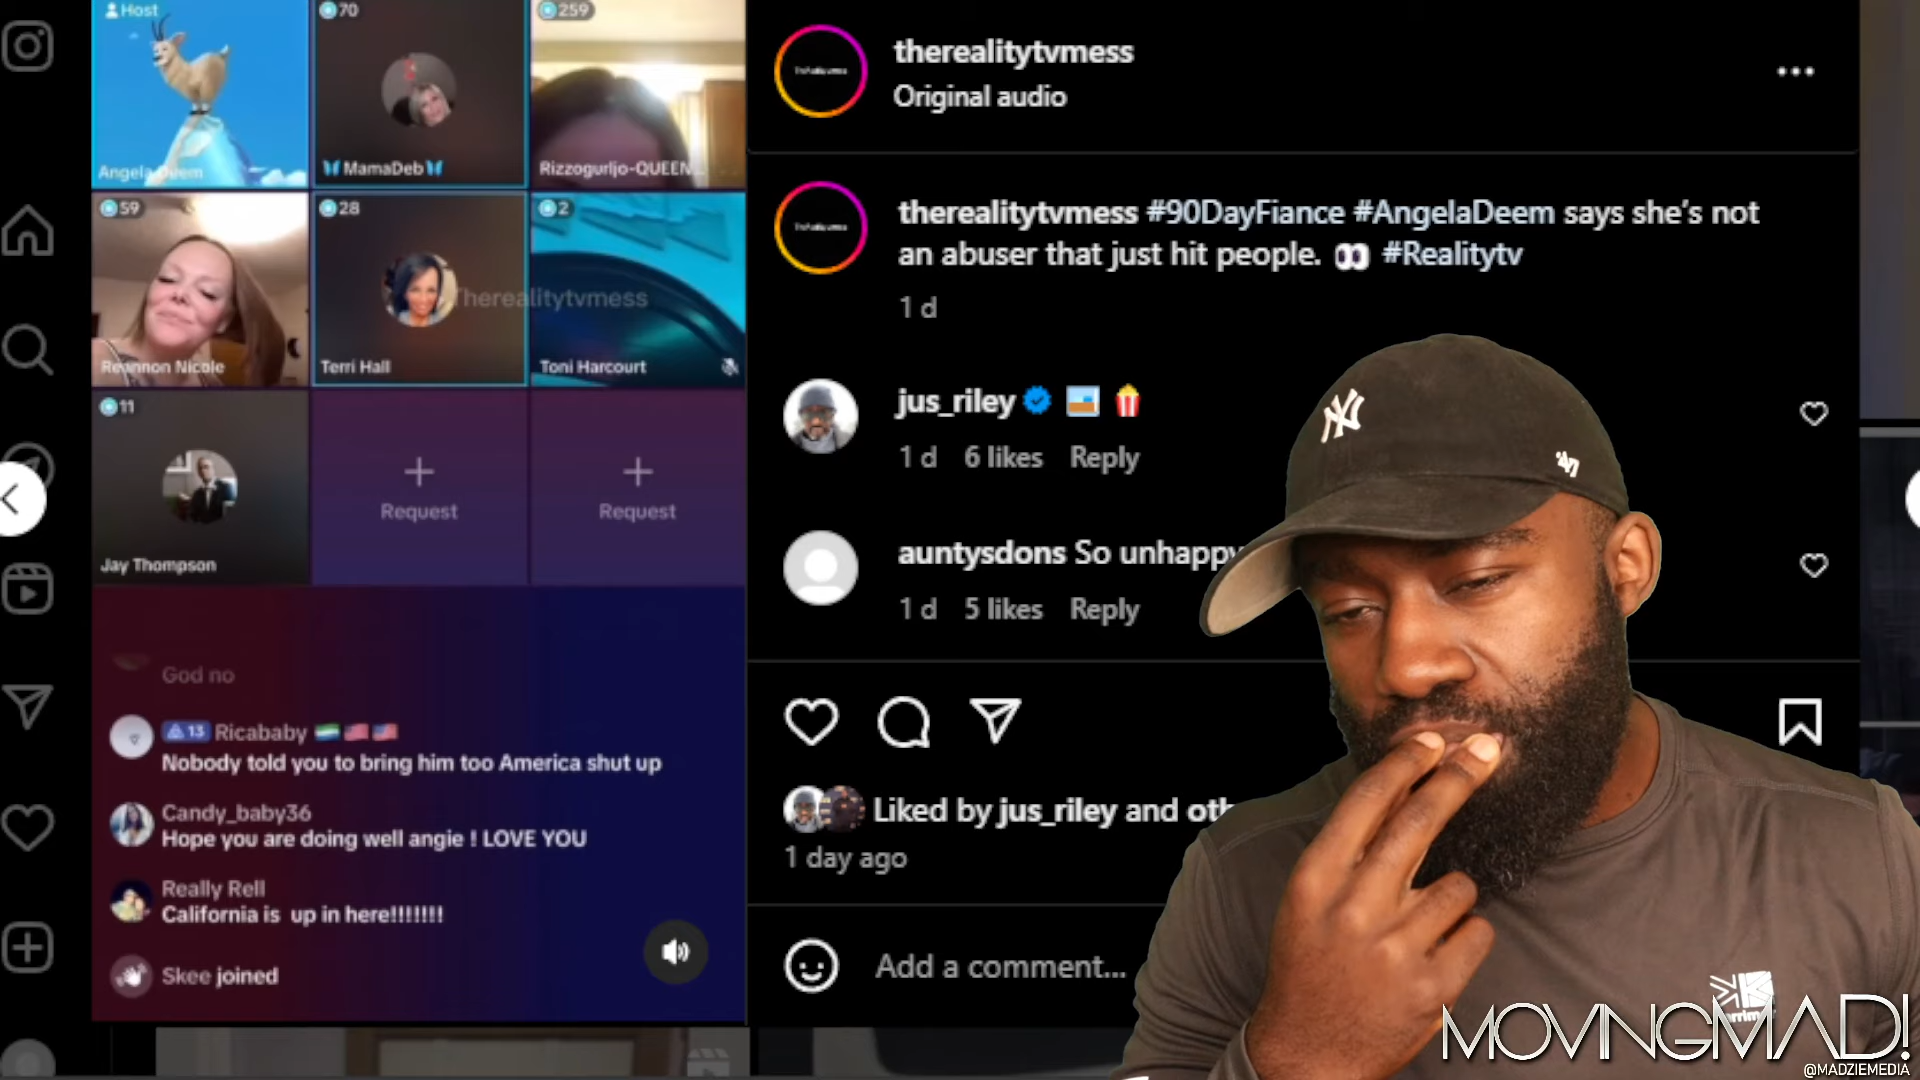 Host
70
259
Angela Deem
MamaDeb
Rizzogurljo-QUEEN...
59
28
2
Therealitytvmess
Reannon Nicole
Terri Hall
Toni Harcourt
11
Request
Request
Jay Thompson
God no
13 Ricababy
Nobody told you to bring him too America shut up
Candy_baby36
Hope you are doing well angie ! LOVE YOU
Really Rell
California is up in here!!!!!!!
Skee joined
therealitytvmess
Original audio
therealitytvmess #90DayFiance #AngelaDeem says she's not
an abuser that just hit people. #Realitytv
1 d
jus_riley
1 d 6 likes Reply
auntysdons So unhappy
1 d 5 likes Reply
Liked by jus_riley and oth
1 day ago
Add a comment...
NY
47
MOVINGMAD!
@MADZIEMEDIA